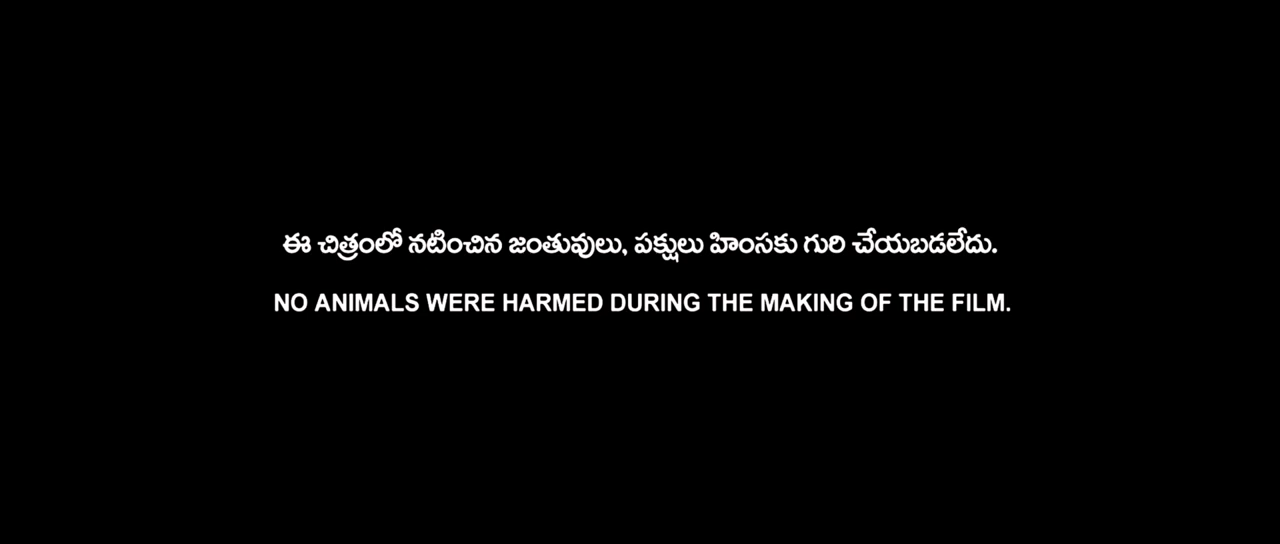 ఈ చిత్రంలో నటించిన జంతువులు, పక్షులు హింసకు గురి చేయబడలేదు.
NO ANIMALS WERE HARMED DURING THE MAKING OF THE FILM.